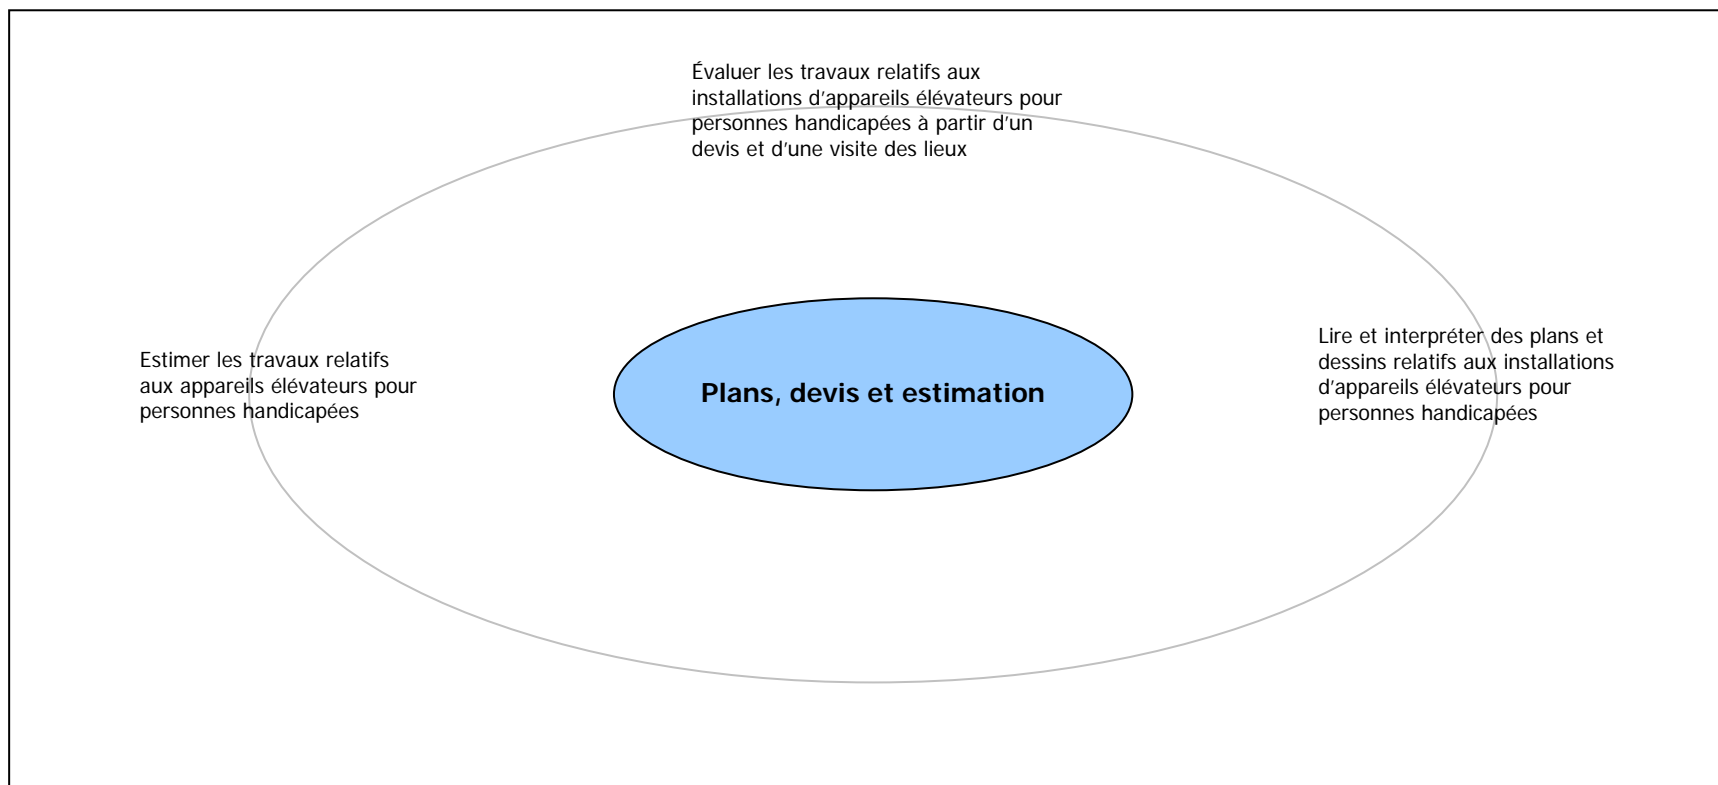 Évaluer les travaux relatifs aux
installations d'appareils élévateurs pour
personnes handicapées à partir d'un
devis et d'une visite des lieux
Estimer les travaux relatifs
aux appareils élévateurs pour
personnes handicapées
Plans, devis et estimation
Lire et interpréter des plans et
dessins relatifs aux installations
d'appareils élévateurs pour
personnes handicapées